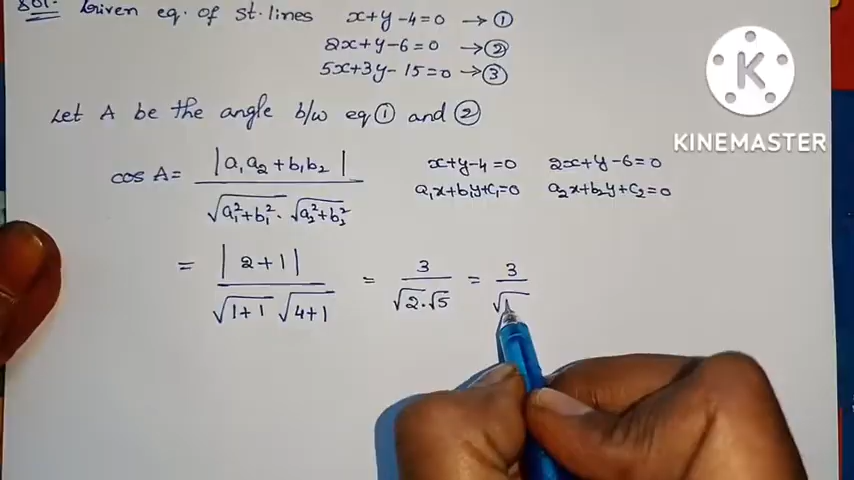 Sol:- Given eq. of st. lines x+y-4=0 → ①
2x+y-6=0 → ②
5x+3y-15=0 → ③
Let A be the angle b/w eq ① and ②
cos A = |a₁a₂ + b₁b₂| / √(a₁²+b₁²) · √(a₂²+b₂²)
x+y-4=0 2x+y-6=0
a₁x+b₁y+c₁=0 a₂x+b₂y+c₂=0
= |2+1| / √(1+1) √(4+1) = 3 / √2·√5 = 3 / √1
K
KINEMASTER